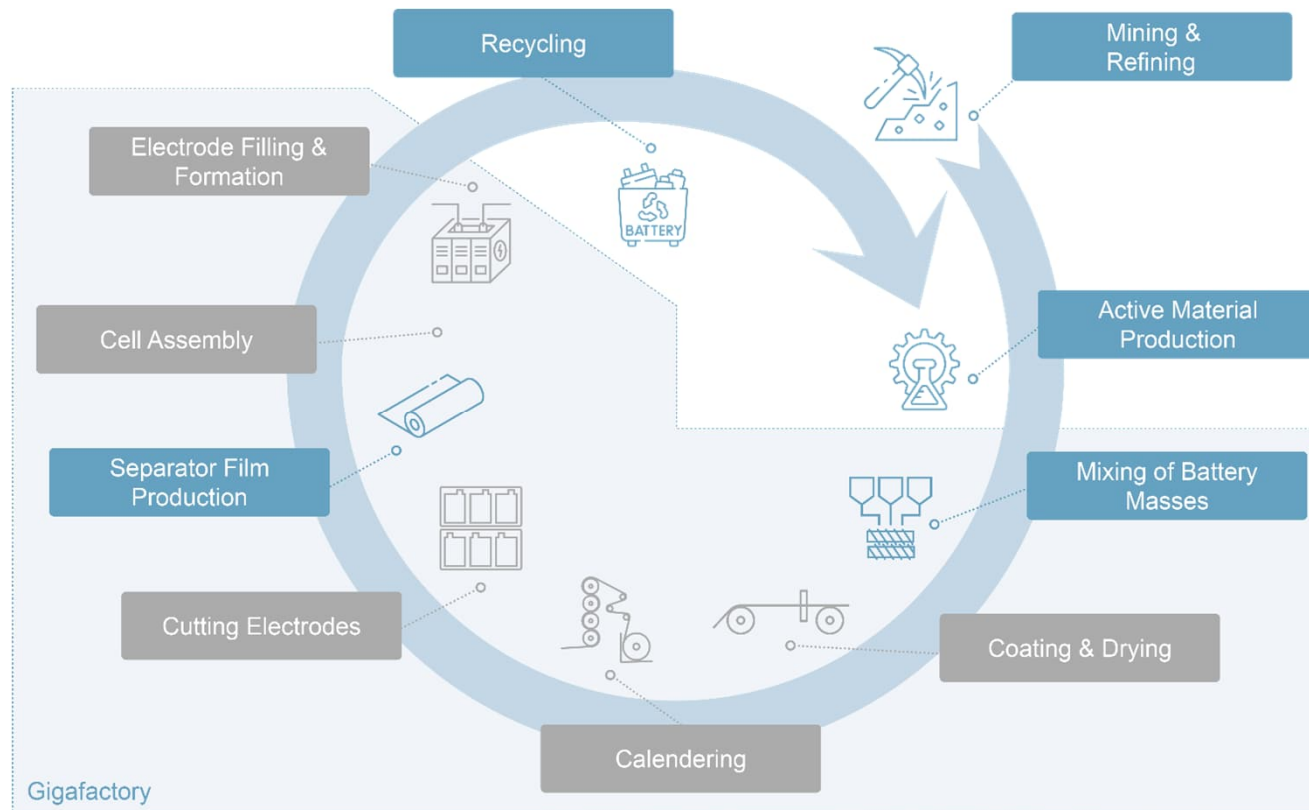 Recycling
Mining &
Refining
Electrode Filling &
Formation
BATTERY
Cell Assembly
Active Material
Production
Separator Film
Production
Mixing of Battery
Masses
Cutting Electrodes
Coating & Drying
Calendering
Gigafactory